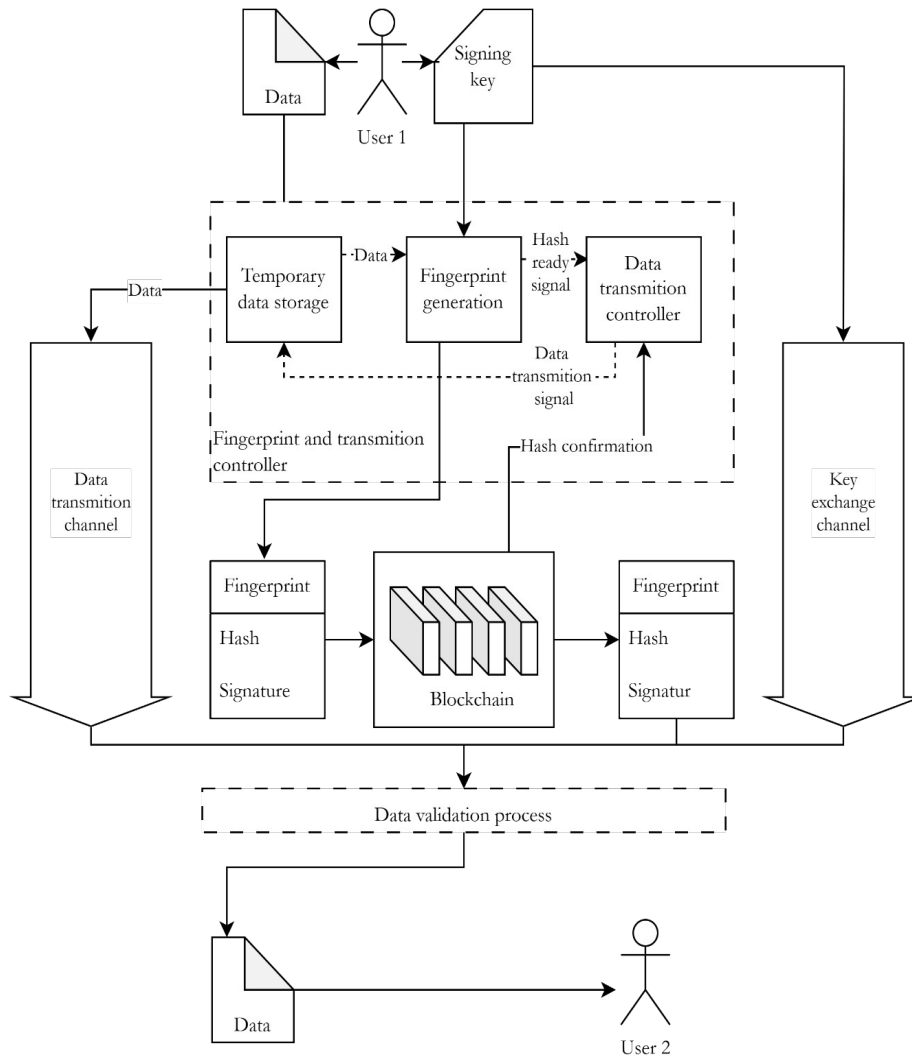 Signing
key
Data
User 1
Hash
ready
signal
Data
Temporary
data storage
Fingerprint
generation
Data
transmition
controller
Data
Data
transmition
signal
Fingerprint and transmition
controller
Hash confirmation
Data
transmition
channel
Key
exchange
channel
Fingerprint
Hash
Signature
Blockchain
Fingerprint
Hash
Signatur
Data validation process
Data
User 2